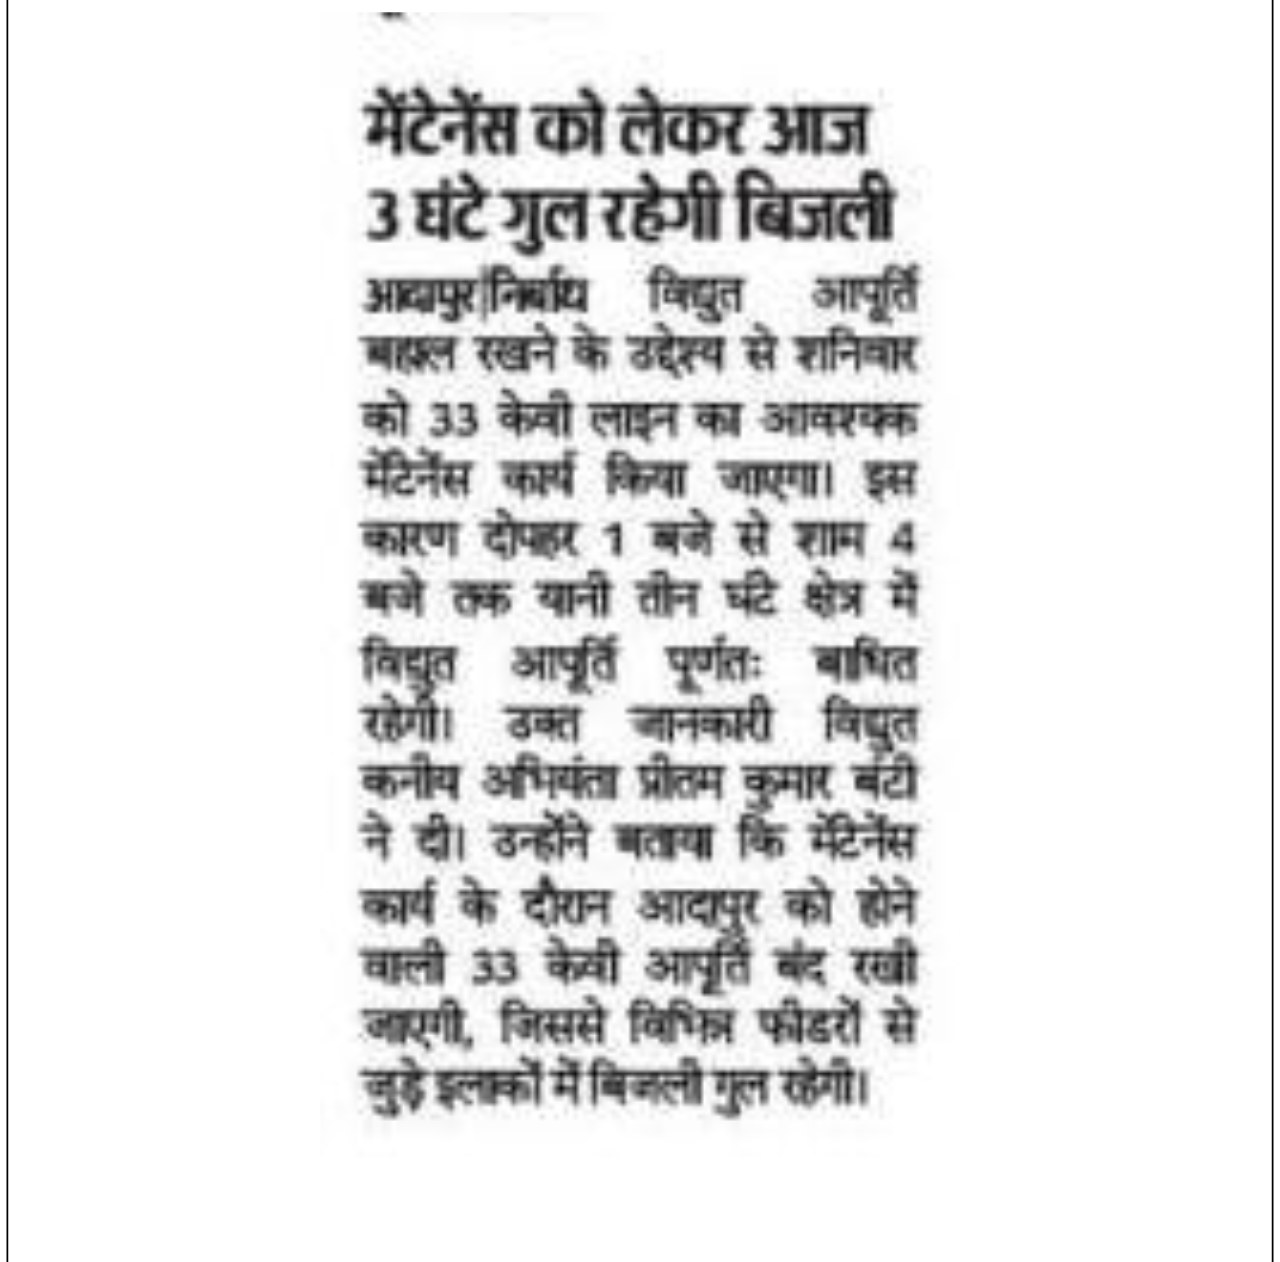 मेंटेनेंस को लेकर आज
3 घंटे गुल रहेगी बिजली
आदापुर|निर्बाध विद्युत आपूर्ति
बहाल रखने के उद्देश्य से शनिवार
को 33 केवी लाइन का आवश्यक
मेंटेनेंस कार्य किया जाएगा। इस
कारण दोपहर 1 बजे से शाम 4
बजे तक यानी तीन घंटे क्षेत्र में
विद्युत आपूर्ति पूर्णतः बाधित
रहेगी। उक्त जानकारी विद्युत
कनीय अभियंता प्रीतम कुमार बंटी
ने दी। उन्होंने बताया कि मेंटेनेंस
कार्य के दौरान आदापुर को होने
वाली 33 केवी आपूर्ति बंद रखी
जाएगी, जिससे विभिन्न फीडरों से
जुड़े इलाकों में बिजली गुल रहेगी।